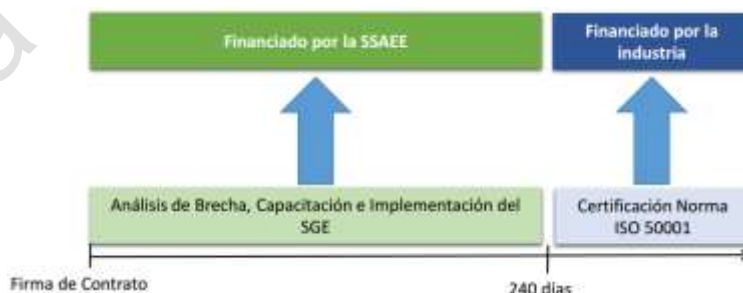 Financiado por la SSAEE
Financiado por la
industria
Análisis de Brecha, Capacitación e Implementación del
SGE
Certificación Norma
ISO 50001
Firma de Contrato
240 días